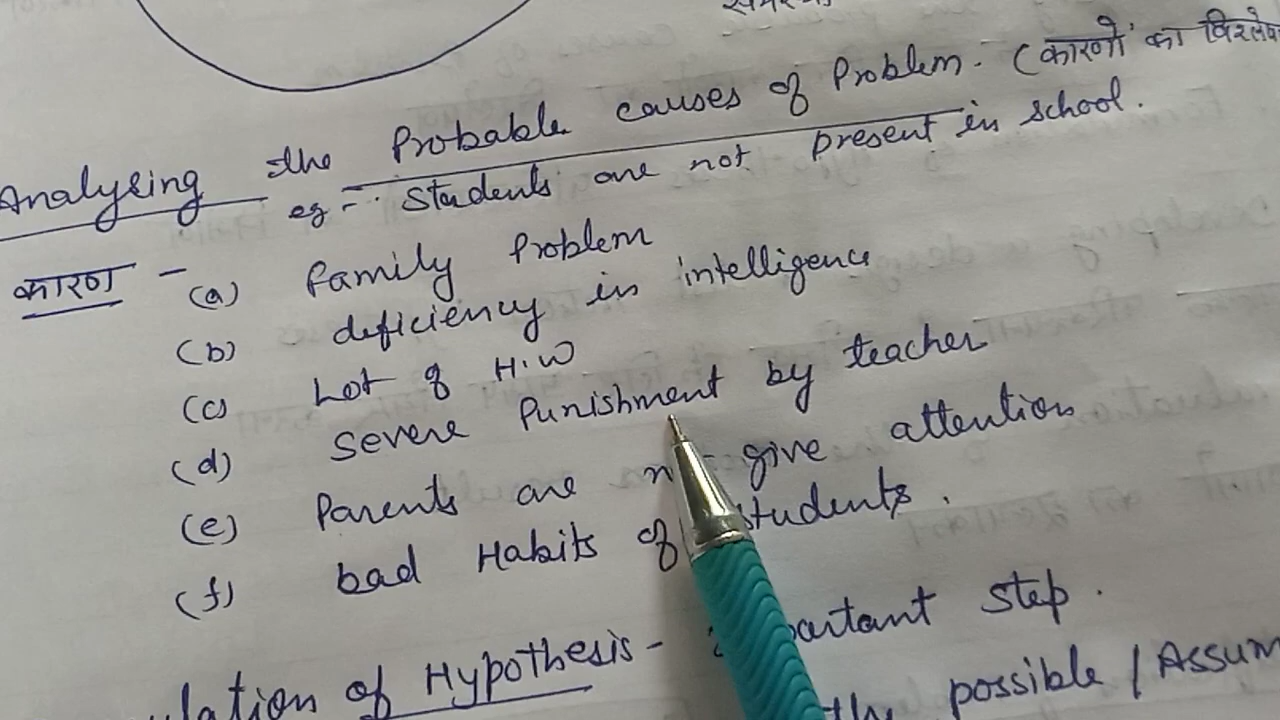 Analysing the Probable causes of Problem. (कारणों का
eg - Students are not present in school.
कारण - (a) family Problem
(b) deficiency in intelligence
(c) Lot of H.W
(d) Severe Punishment by teacher
(e) Parents are give attention
(f) bad Habits of students.
of Hypothesis - step.
possible /